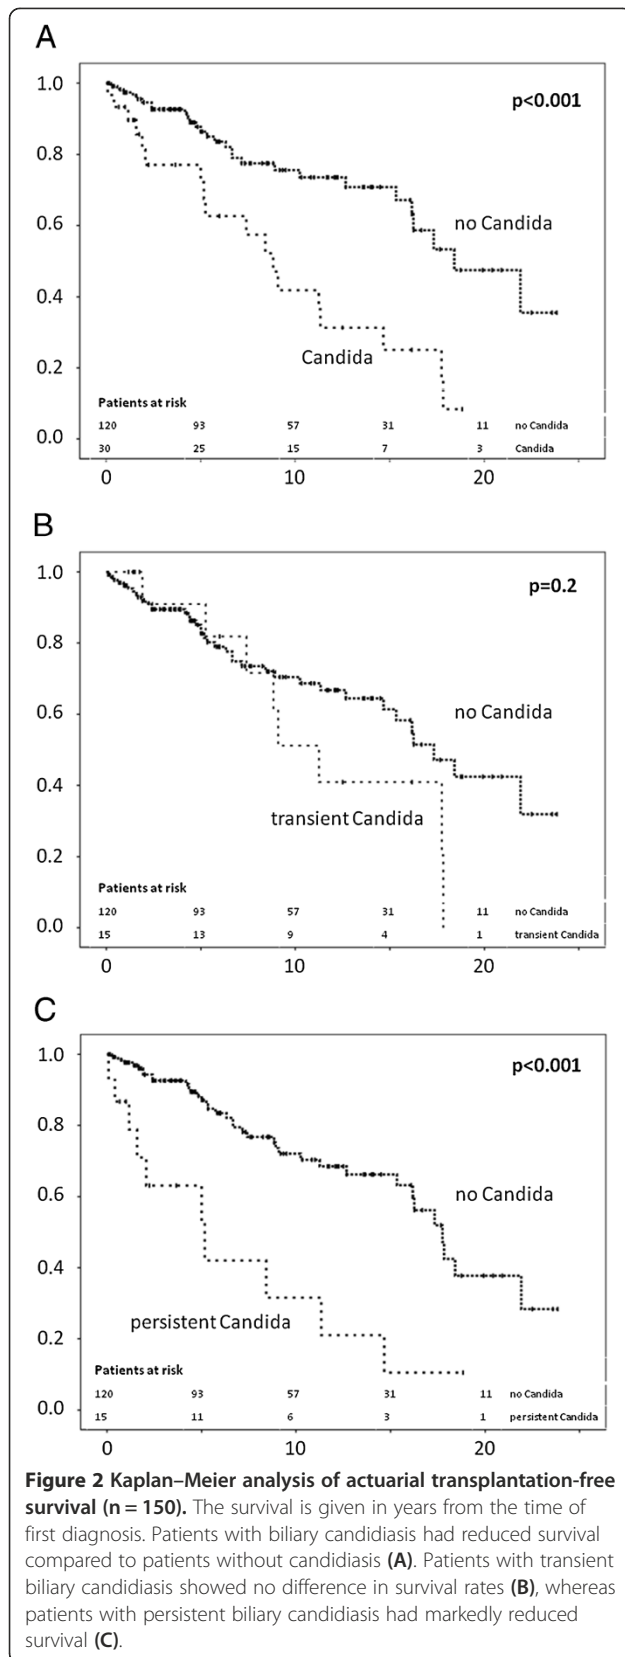 A
1.0
p<0.001
0.8
no Candida
0.6
0.4
Candida
0.2
Patients at risk
120 93 57 31 11 no Candida
0.0
30 25 15 7 3 Candida
0 10 20
B
1.0
p=0.2
0.8
no Candida
0.6
0.4
transient Candida
0.2
Patients at risk
120 93 57 31 11 no Candida
0.0
15 13 9 4 1 transient Candida
0 10 20
C
1.0
p<0.001
0.8
no Candida
0.6
0.4
persistent Candida
0.2
Patients at risk
120 93 57 31 11 no Candida
0.0
15 11 6 3 1 persistent Candida
0 10 20
Figure 2 Kaplan–Meier analysis of actuarial transplantation-free
survival (n = 150). The survival is given in years from the time of
first diagnosis. Patients with biliary candidiasis had reduced survival
compared to patients without candidiasis (A). Patients with transient
biliary candidiasis showed no difference in survival rates (B), whereas
patients with persistent biliary candidiasis had markedly reduced
survival (C).